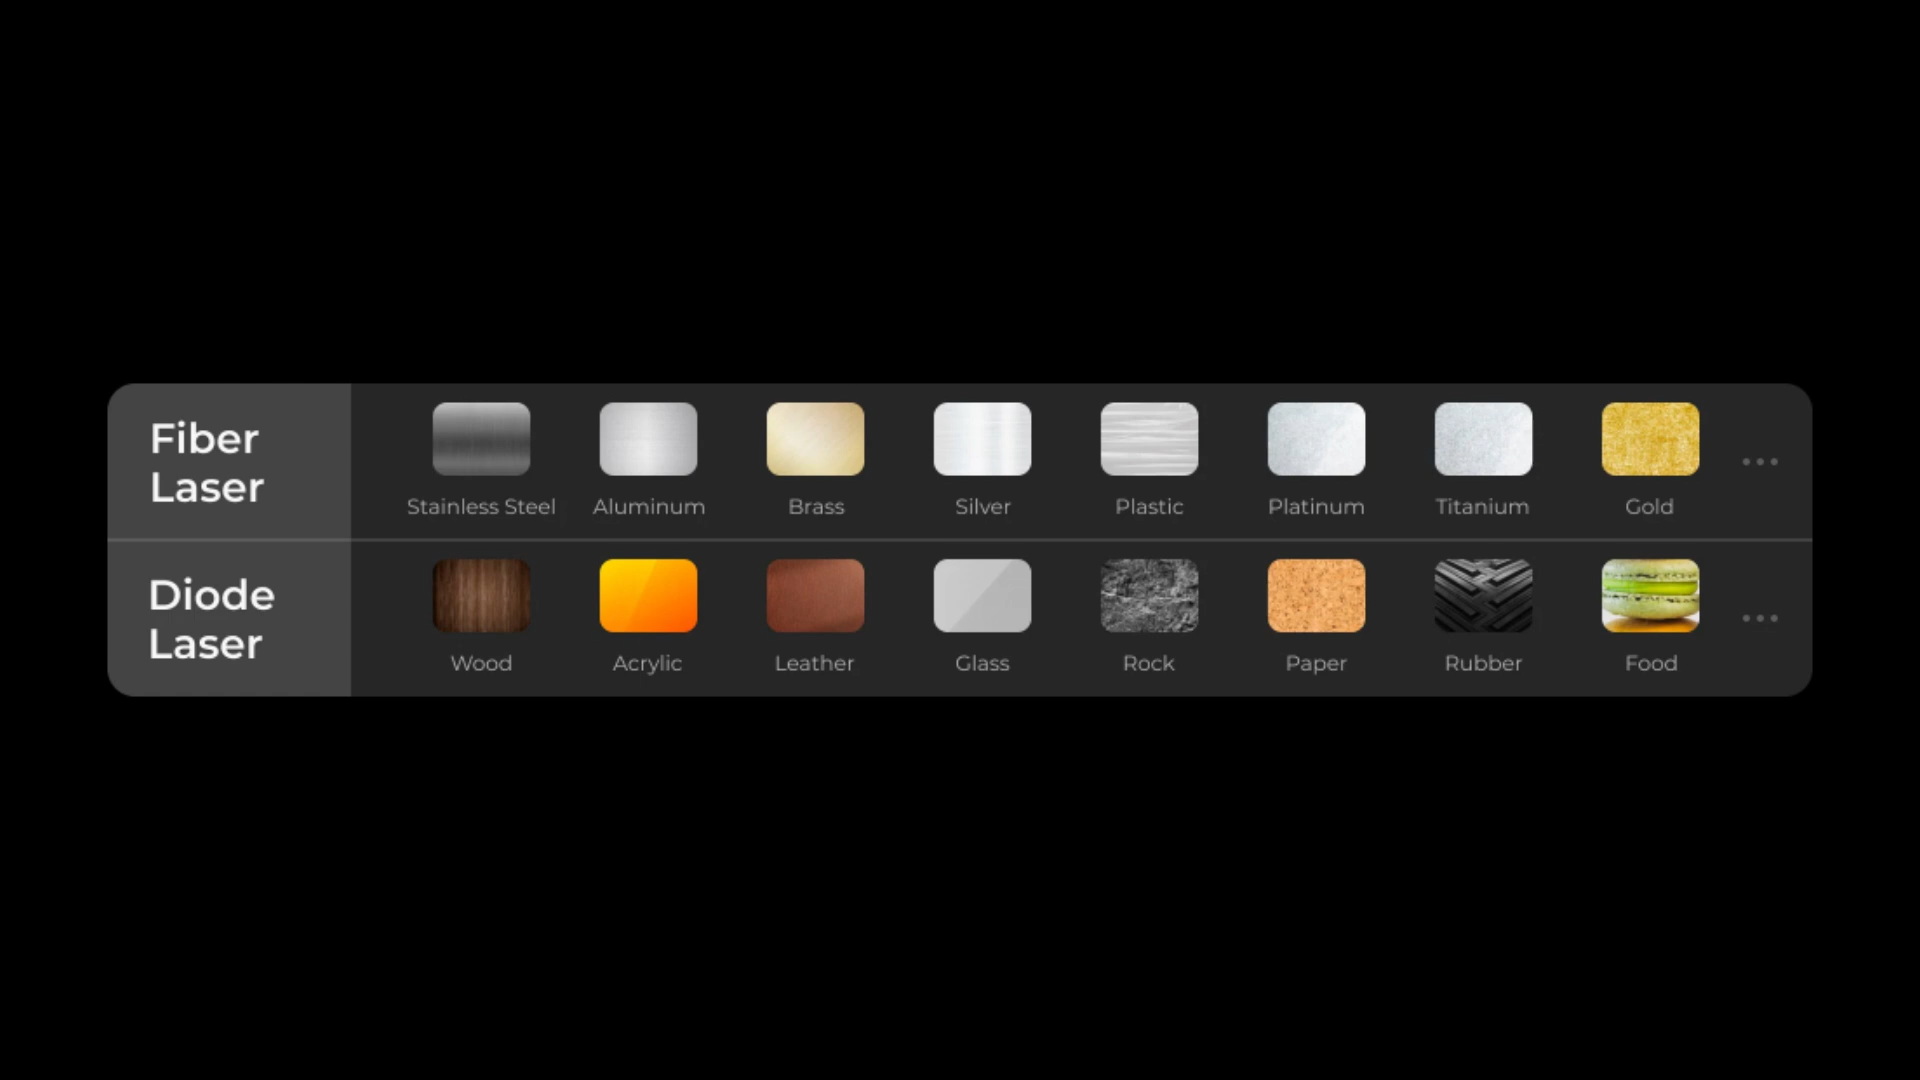 Fiber
Laser
Stainless Steel Aluminum Brass Silver Plastic Platinum Titanium Gold
Diode
Laser
Wood Acrylic Leather Glass Rock Paper Rubber Food